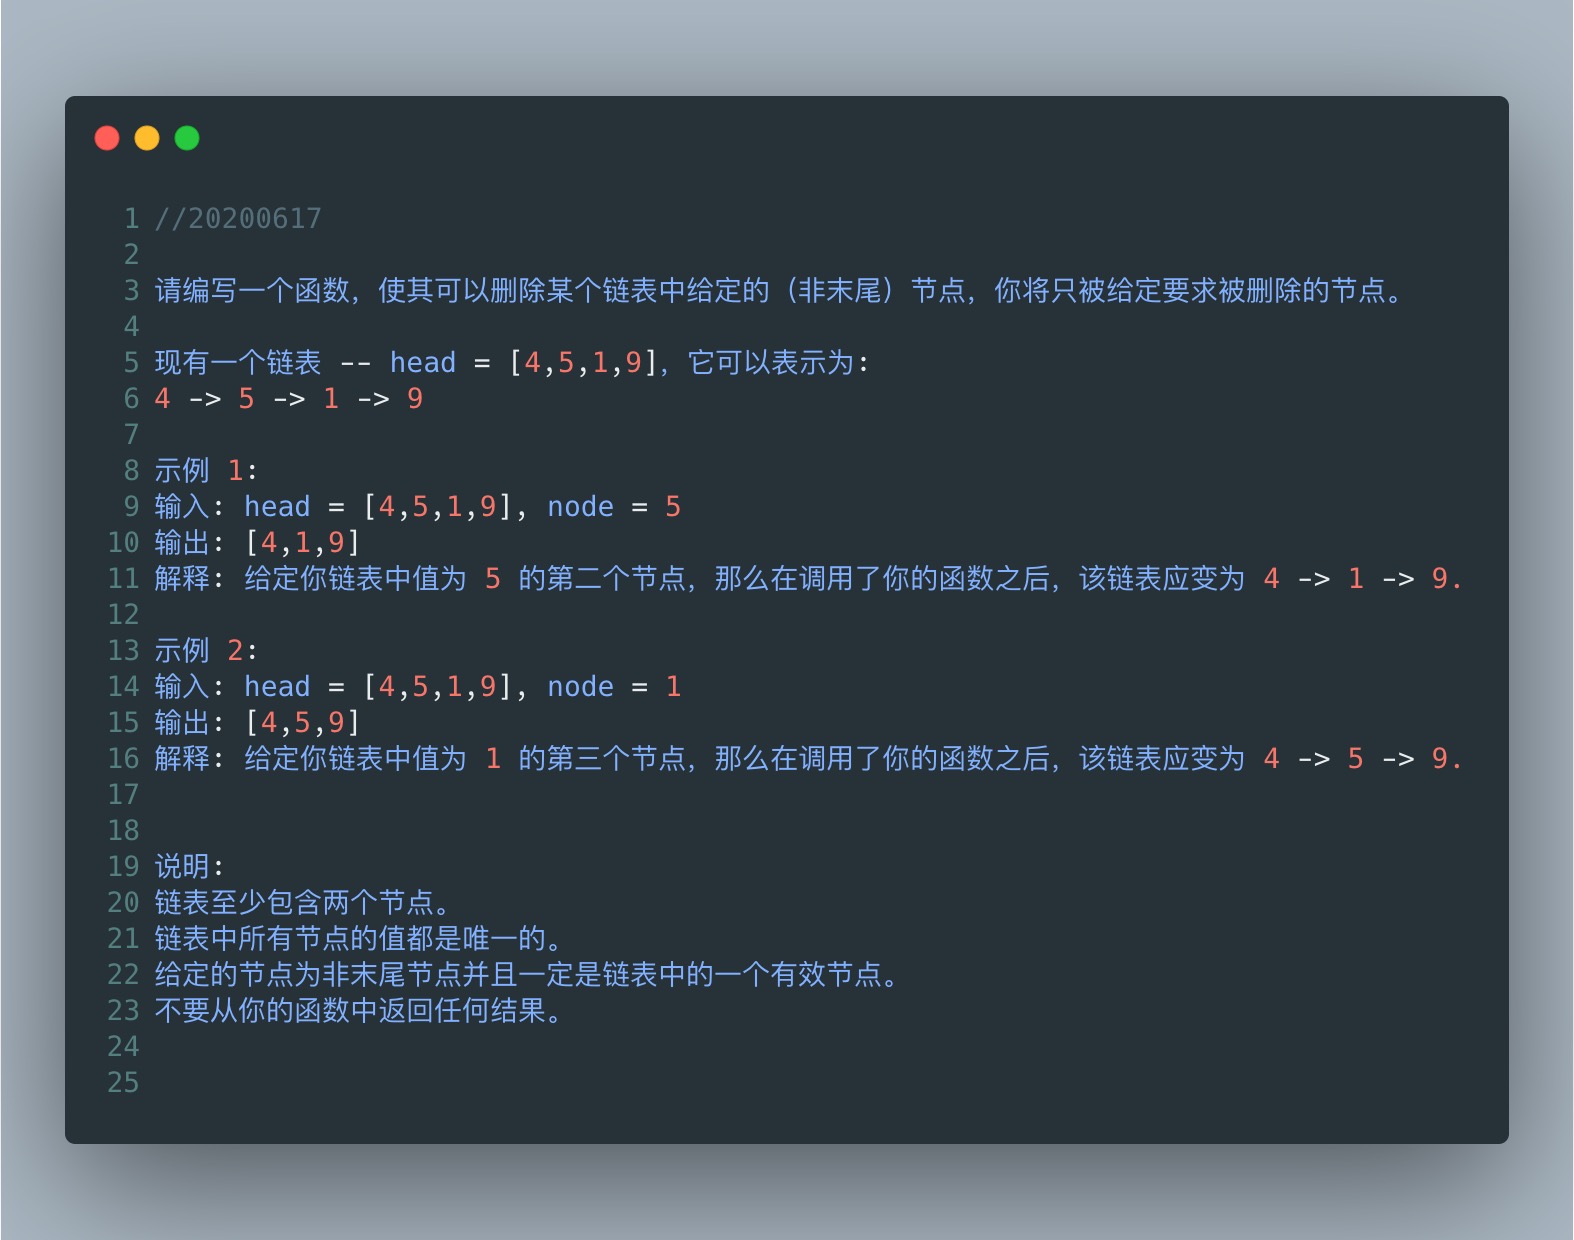 1 //20200617
2
3 请编写一个函数，使其可以删除某个链表中给定的（非末尾）节点，你将只被给定要求被删除的节点。
4
5 现有一个链表 -- head = [4,5,1,9]，它可以表示为:
6 4 -> 5 -> 1 -> 9
7
8 示例 1:
9 输入: head = [4,5,1,9], node = 5
10 输出: [4,1,9]
11 解释: 给定你链表中值为 5 的第二个节点，那么在调用了你的函数之后，该链表应变为 4 -> 1 -> 9.
12
13 示例 2:
14 输入: head = [4,5,1,9], node = 1
15 输出: [4,5,9]
16 解释: 给定你链表中值为 1 的第三个节点，那么在调用了你的函数之后，该链表应变为 4 -> 5 -> 9.
17
18
19 说明:
20 链表至少包含两个节点。
21 链表中所有节点的值都是唯一的。
22 给定的节点为非末尾节点并且一定是链表中的一个有效节点。
23 不要从你的函数中返回任何结果。
24
25